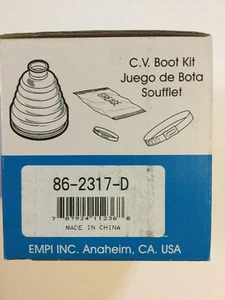 C.V. Boot Kit
Juego de Bota
Soufflet
GREASE
86-2317-D
7 07924 11236 8
MADE IN CHINA
EMPI INC. Anaheim, CA. USA